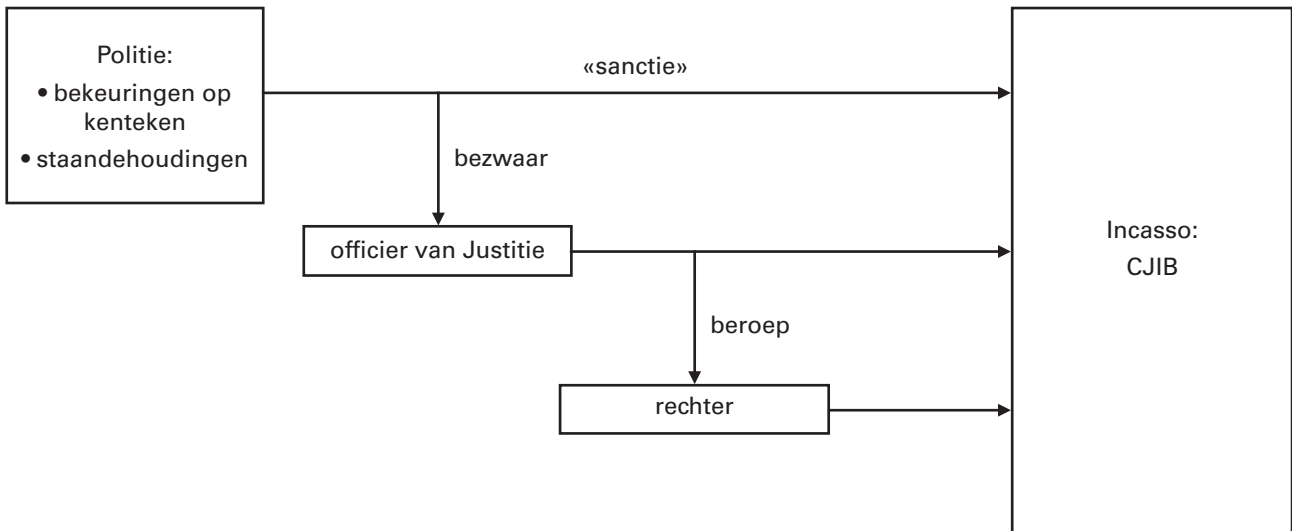 Politie:
• bekeuringen op
kenteken
• staandehoudingen
«sanctie»
bezwaar
officier van Justitie
beroep
rechter
Incasso:
CJIB